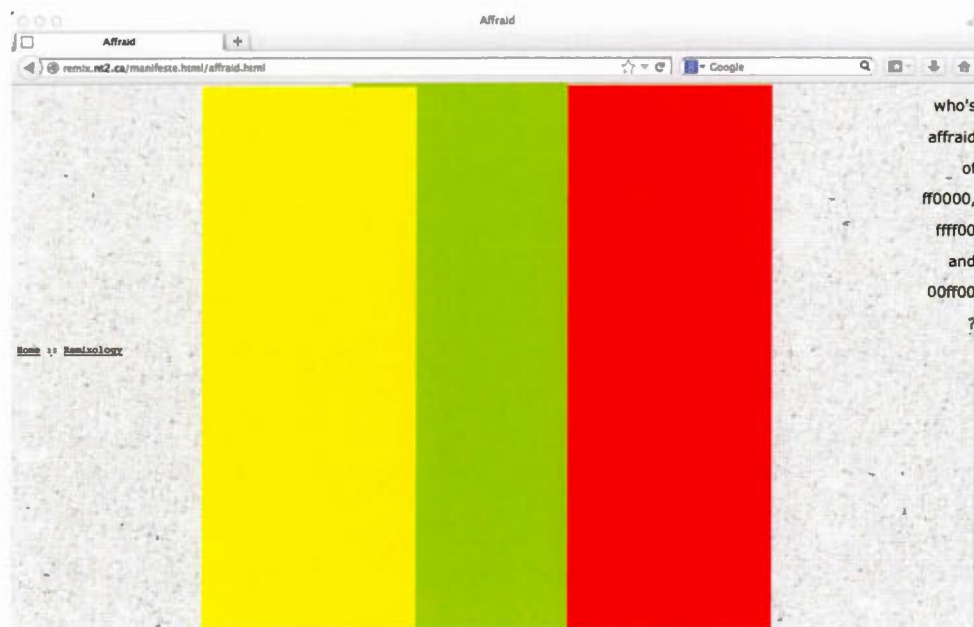 Affraid
Affraid
+
remix.nt2.ca/manifeste.html/affraid.html
Google
who's
affraid
of
ff0000,
ffff00
and
00ff00
?
Home :: Remixology